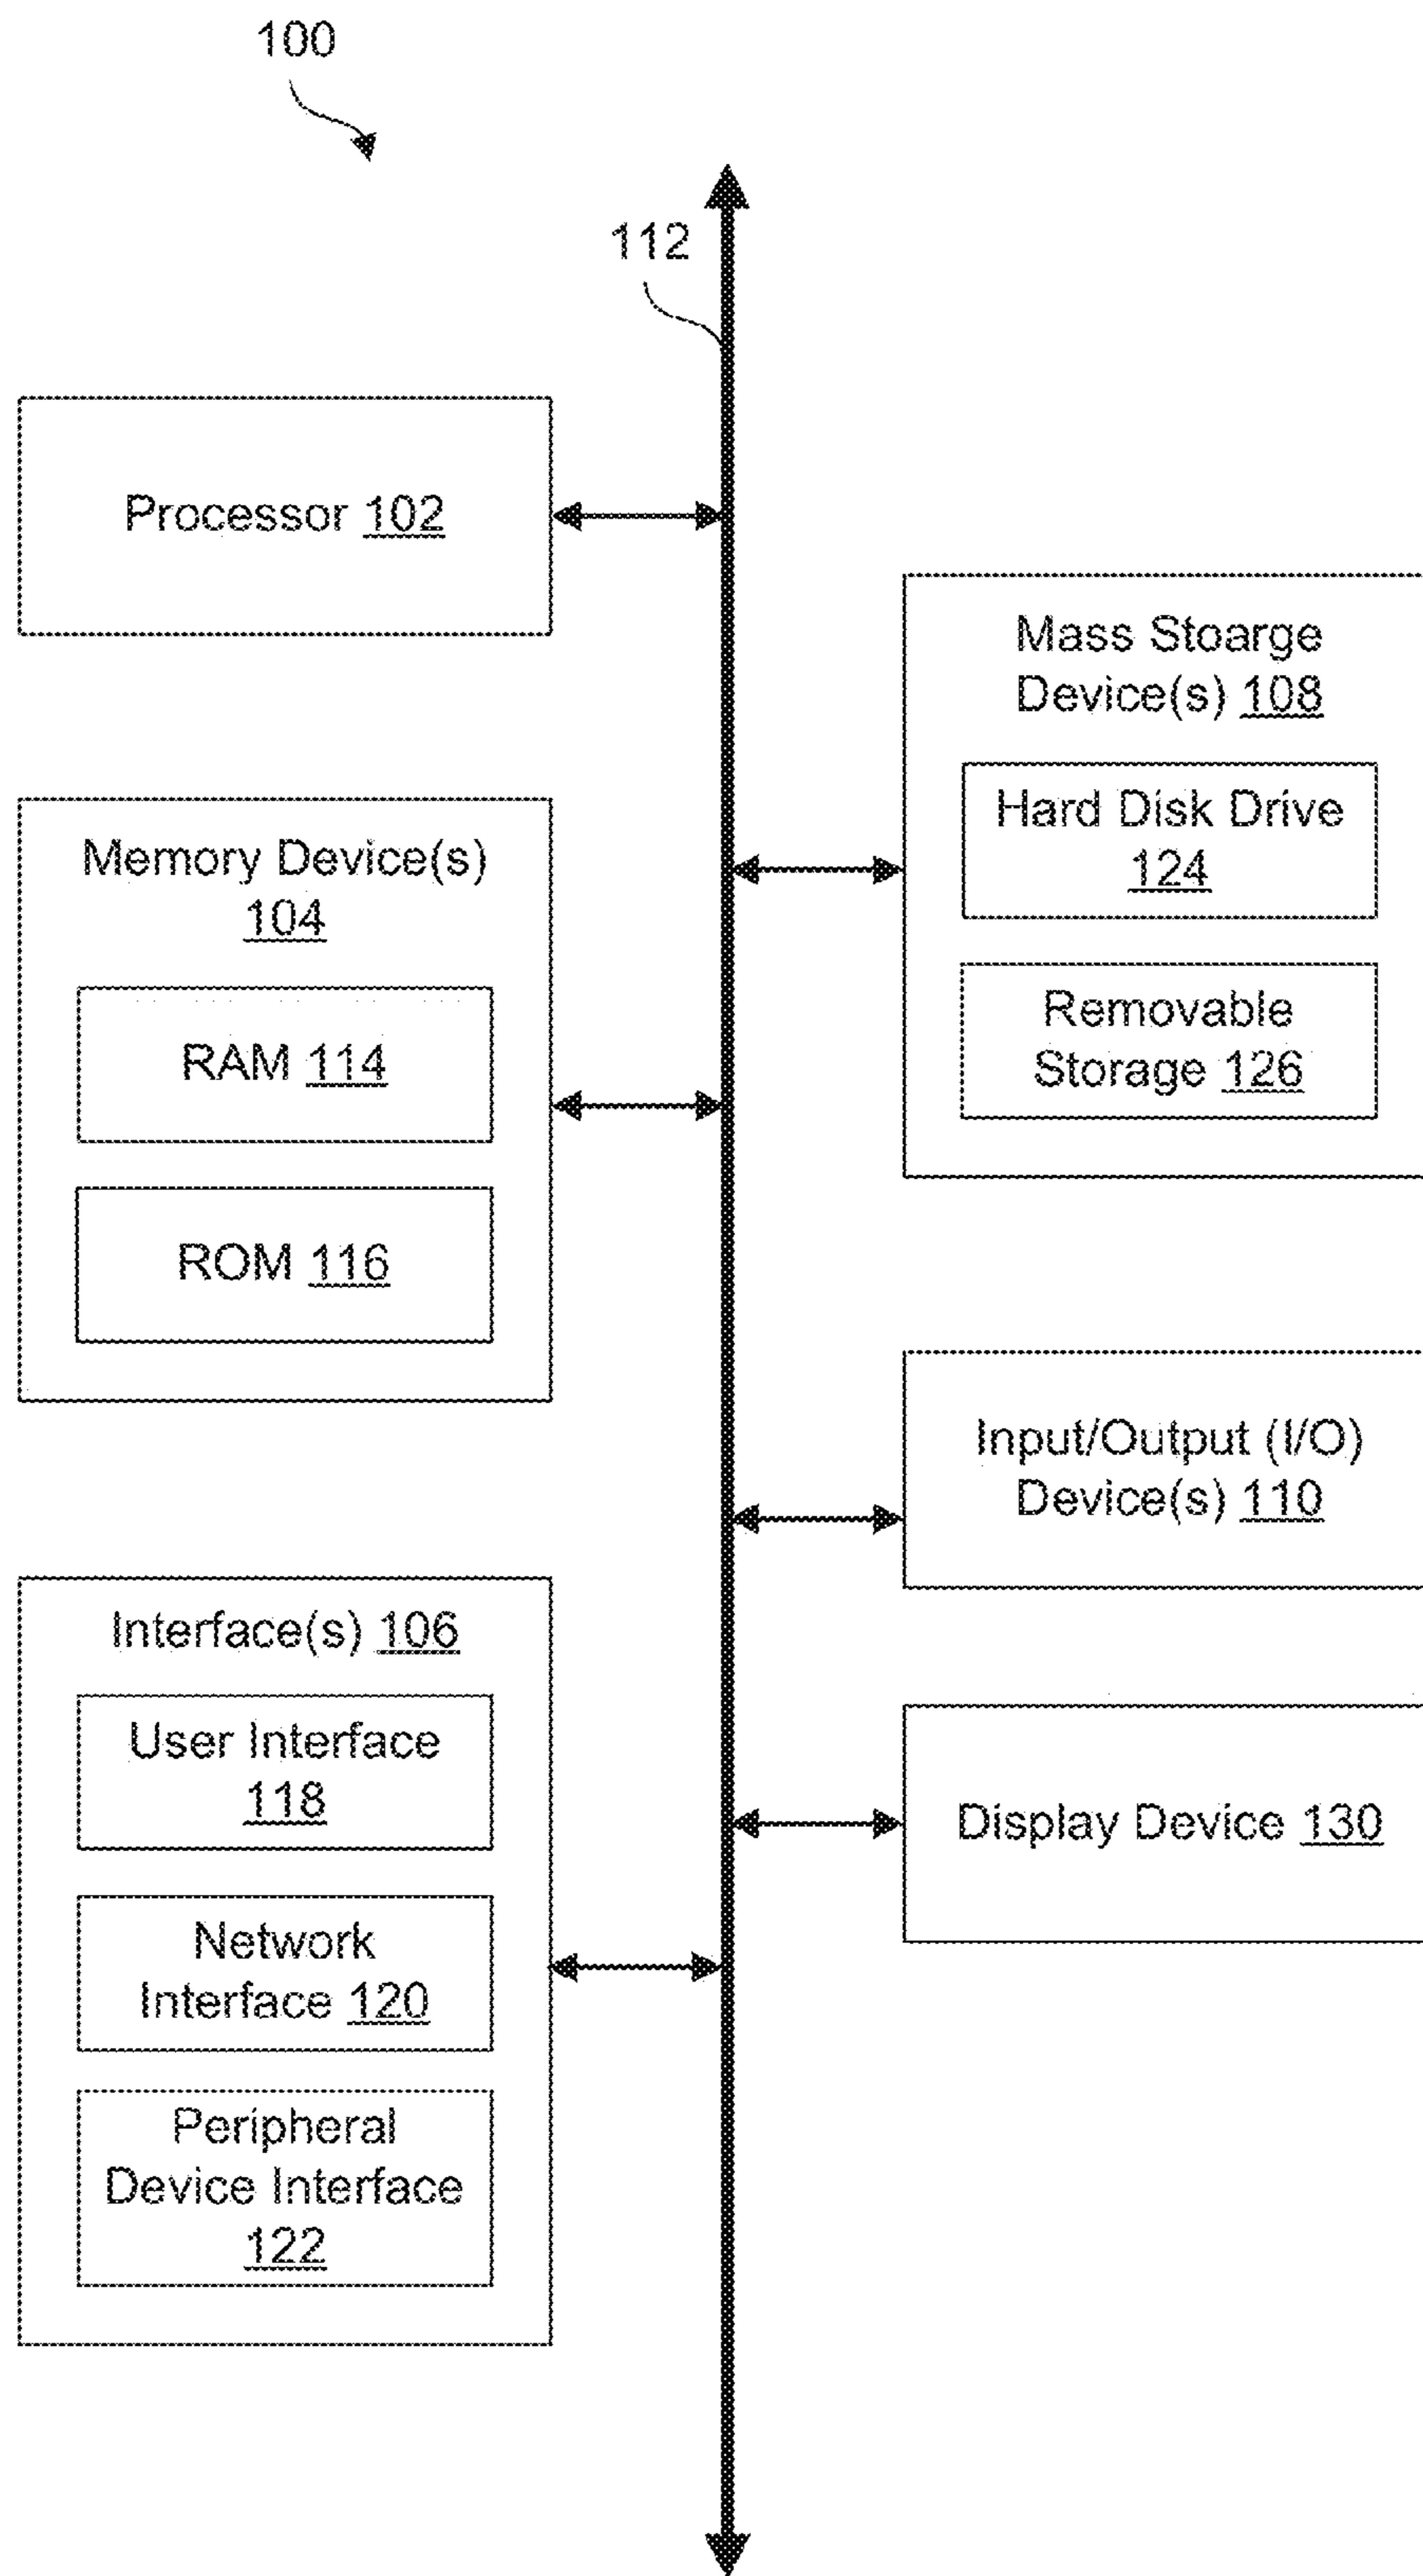 100
112
Processor 102
Memory Device(s)
104
RAM 114
ROM 116
Interface(s) 106
User Interface
118
Network
Interface 120
Peripheral
Device Interface
122
Mass Stoarge
Device(s) 108
Hard Disk Drive
124
Removable
Storage 126
Input/Output (I/O)
Device(s) 110
Display Device 130